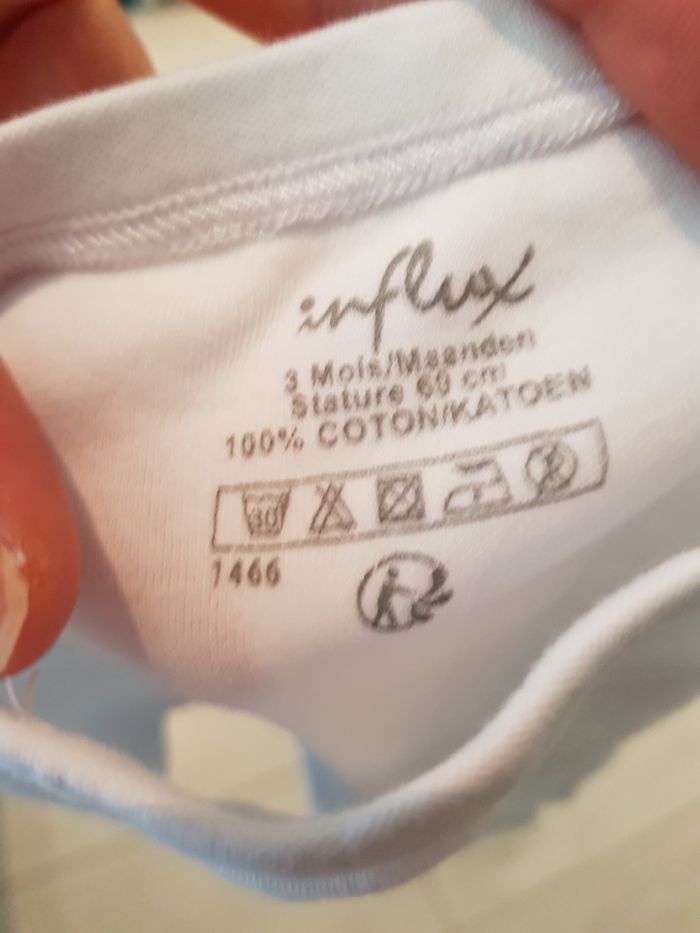 influx
3 Mois/Maanden
Stature 60 cm
100% COTON/KATOEN
30
1466